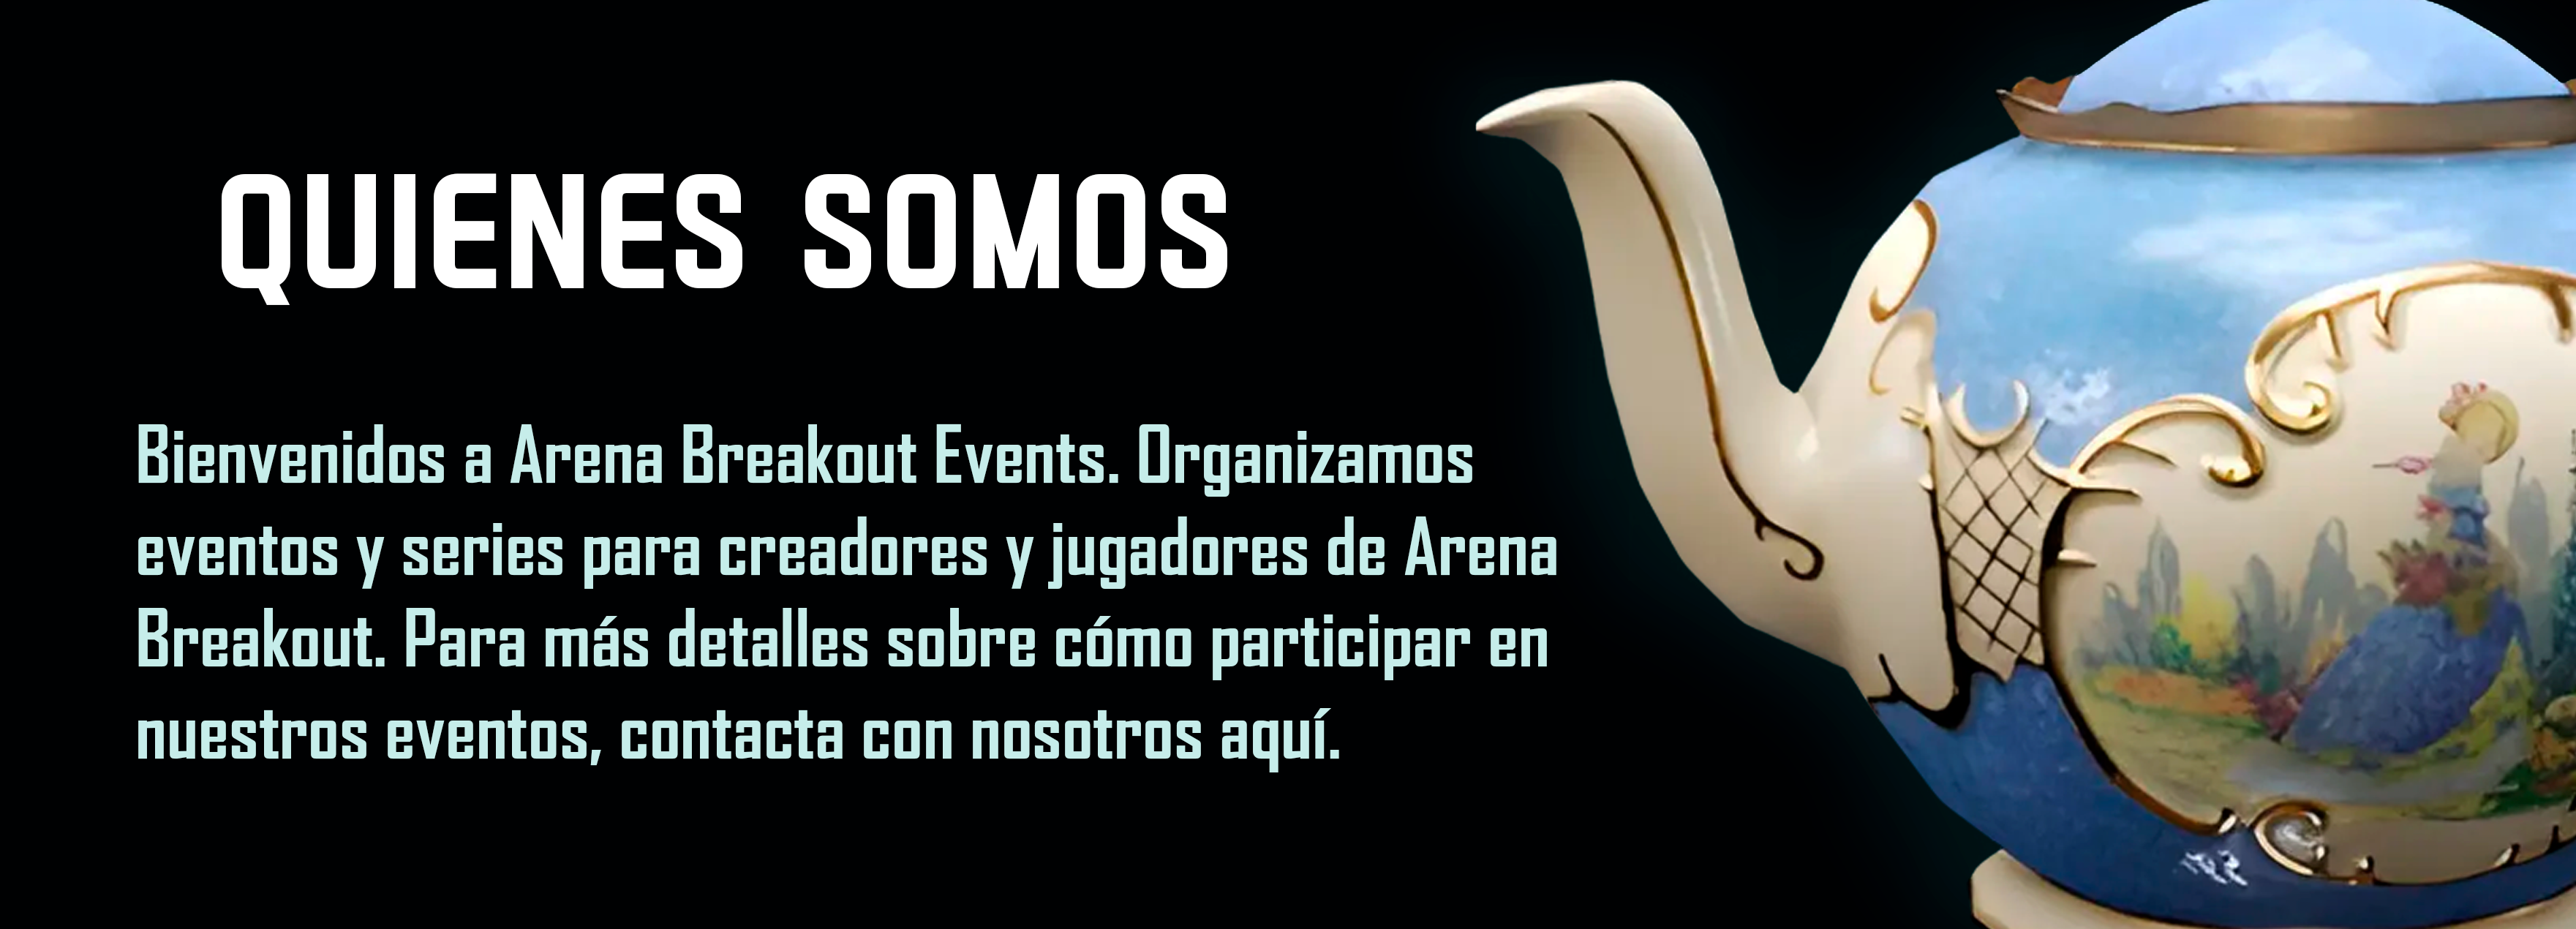 QUIENES SOMOS
Bienvenidos a Arena Breakout Events. Organizamos
eventos y series para creadores y jugadores de Arena
Breakout. Para más detalles sobre cómo participar en
nuestros eventos, contacta con nosotros aquí.